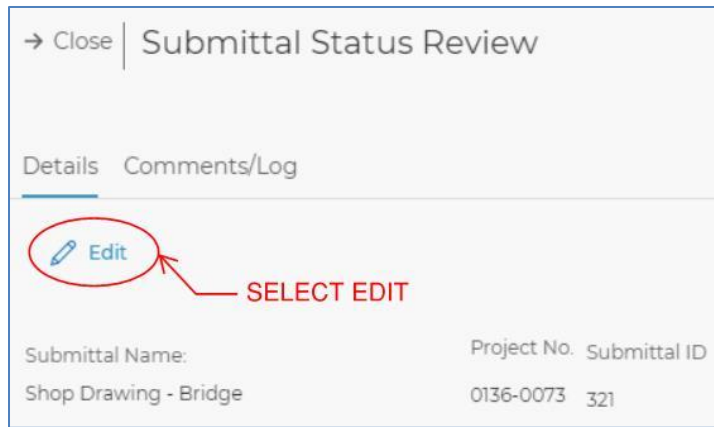 → Close | Submittal Status Review
Details Comments/Log
Edit
SELECT EDIT
Submittal Name: Project No. Submittal ID
Shop Drawing - Bridge 0136-0073 321